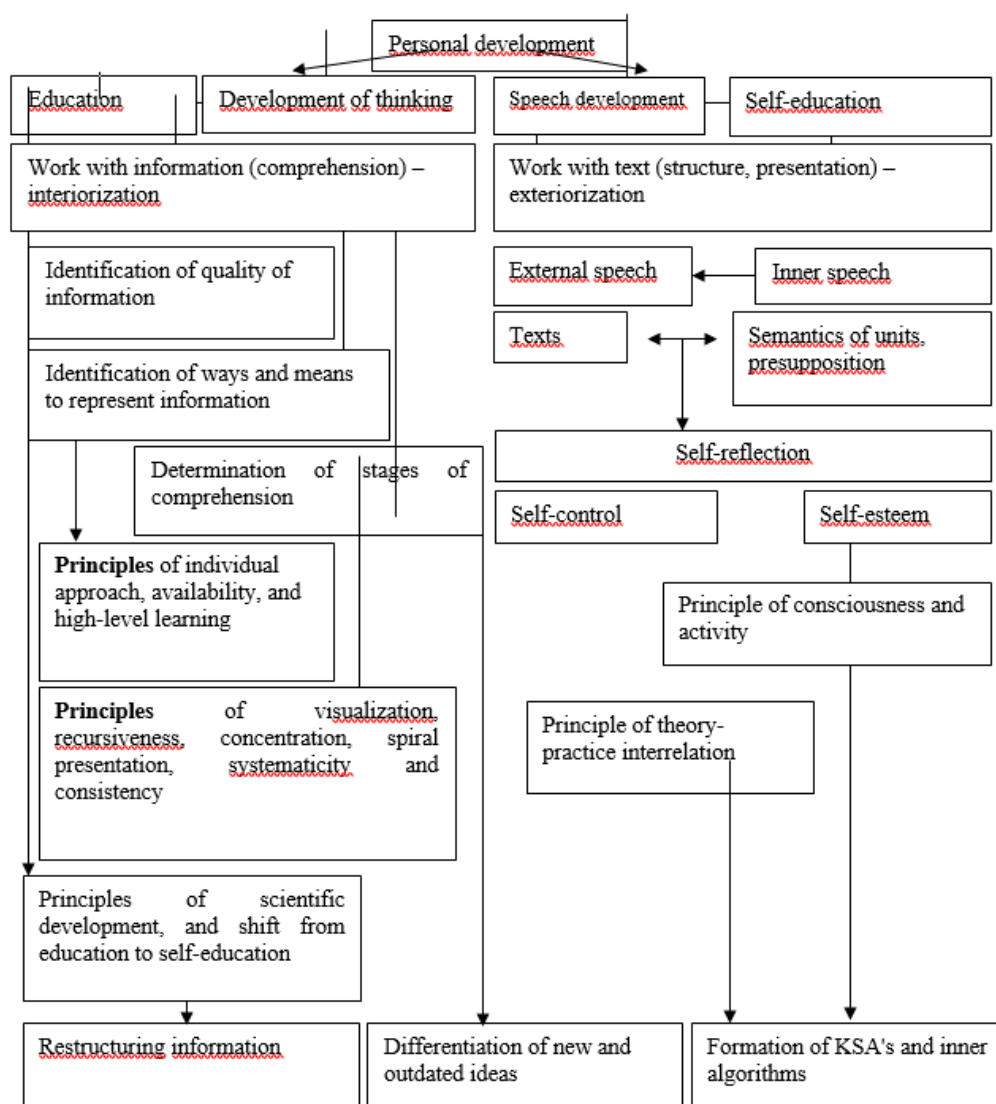 Personal development
Education
Development of thinking
Speech development
Self-education
Work with information (comprehension) –
interiorization
Work with text (structure, presentation) –
exteriorization
Identification of quality of
information
External speech
Inner speech
Texts
Semantics of units,
presupposition
Identification of ways and means
to represent information
Self-reflection
Determination of stages of
comprehension
Self-control
Self-esteem
Principles of individual
approach, availability, and
high-level learning
Principle of consciousness and
activity
Principles of visualization,
recursiveness, concentration, spiral
presentation, systematicity and
consistency
Principle of theory-
practice interrelation
Principles of scientific
development, and shift from
education to self-education
Restructuring information
Differentiation of new and
outdated ideas
Formation of KSA's and inner
algorithms